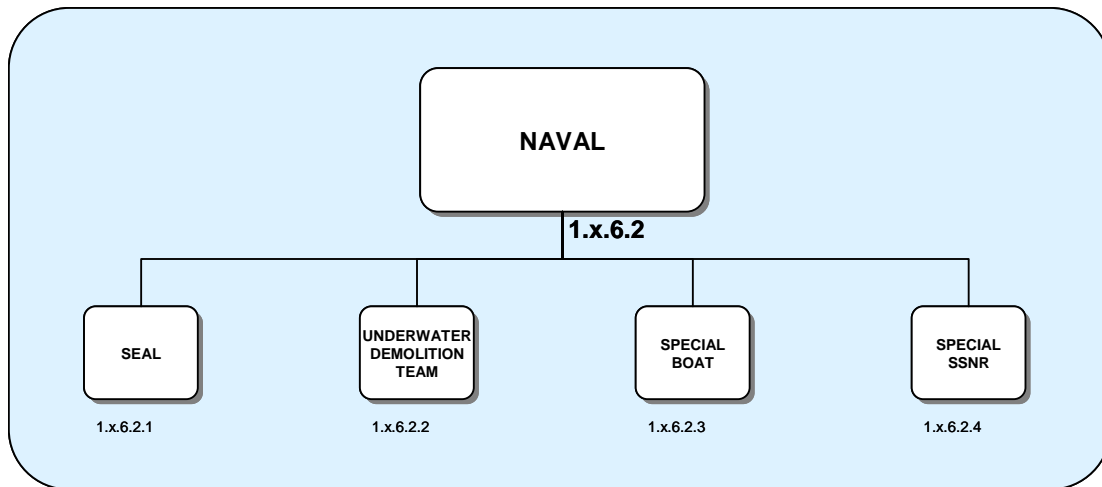 NAVAL
1.x.6.2
SEAL
UNDERWATER
DEMOLITION
TEAM
SPECIAL
BOAT
SPECIAL
SSNR
1.x.6.2.1
1.x.6.2.2
1.x.6.2.3
1.x.6.2.4